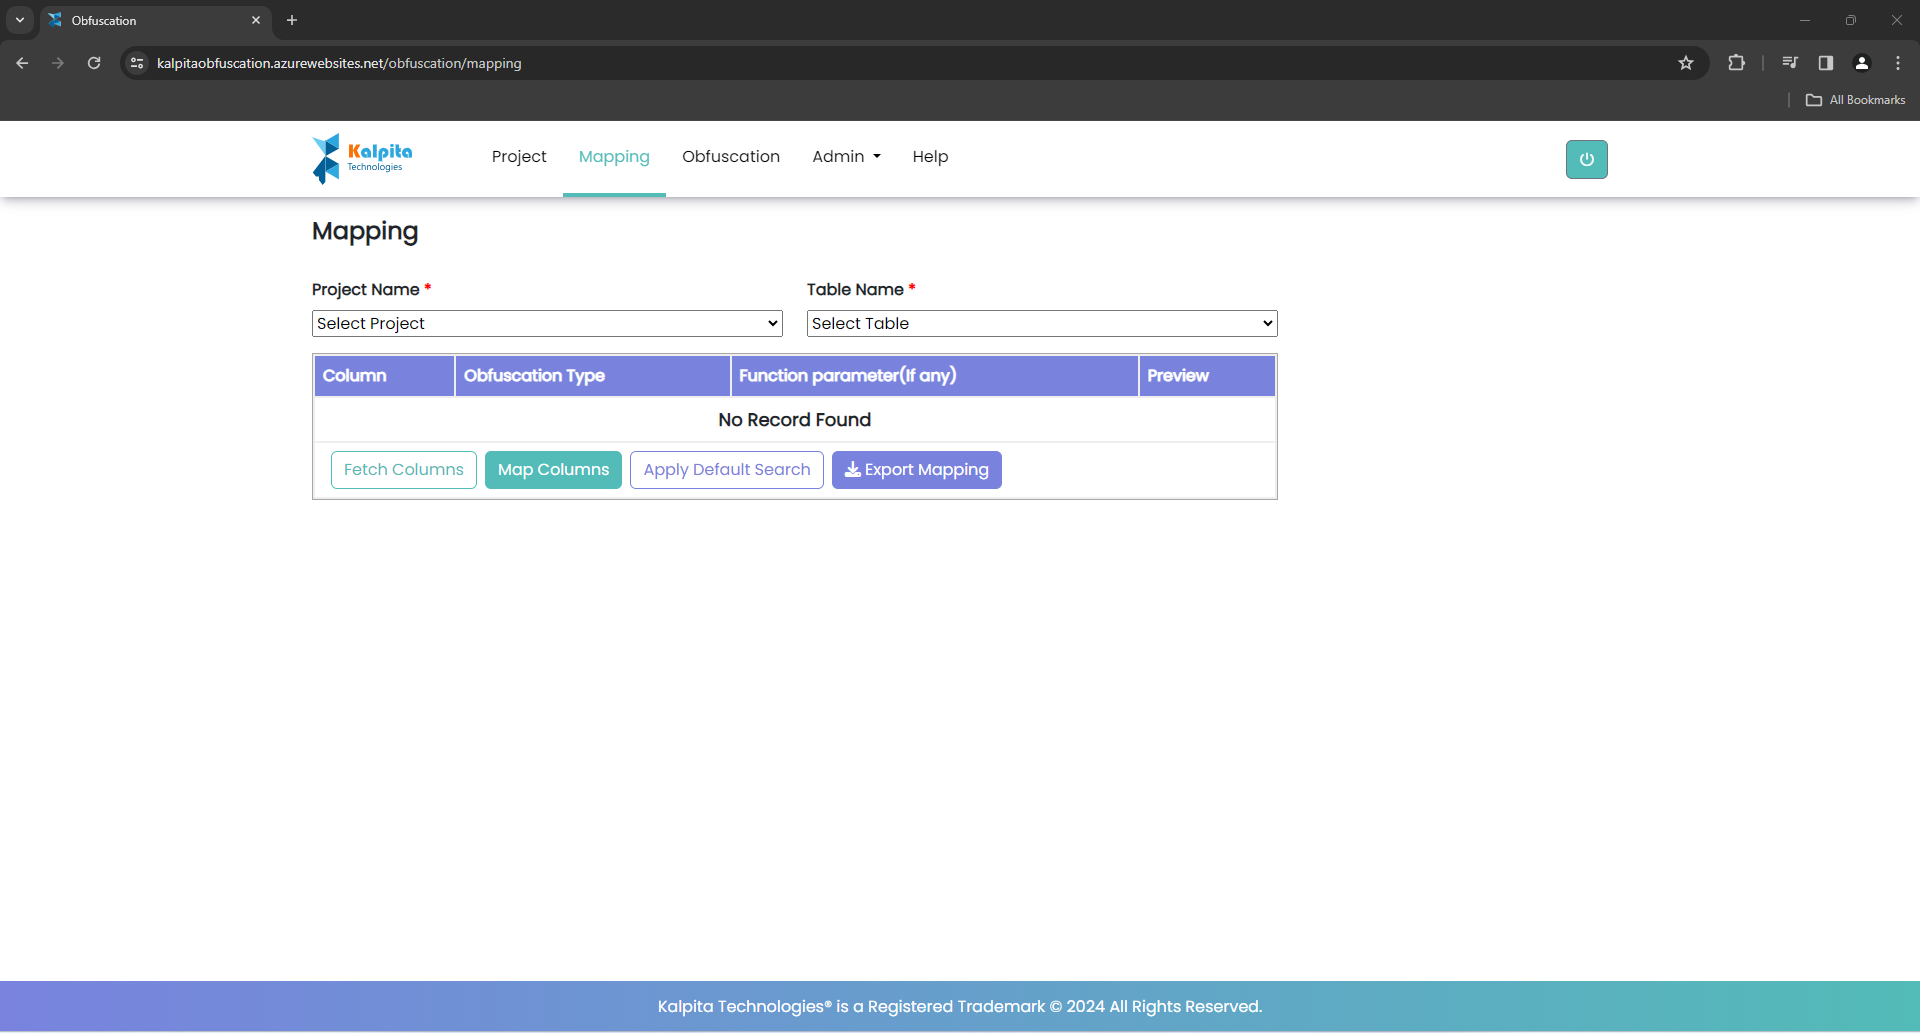 Obfuscation
kalpitaobfuscation.azurewebsites.net/obfuscation/mapping
All Bookmarks
Kalpita
Technologies
Project
Mapping
Obfuscation
Admin
Help
Mapping
Project Name *
Table Name *
Select Project
Select Table
Column
Obfuscation Type
Function parameter(If any)
Preview
No Record Found
Fetch Columns
Map Columns
Apply Default Search
Export Mapping
Kalpita Technologies® is a Registered Trademark © 2024 All Rights Reserved.